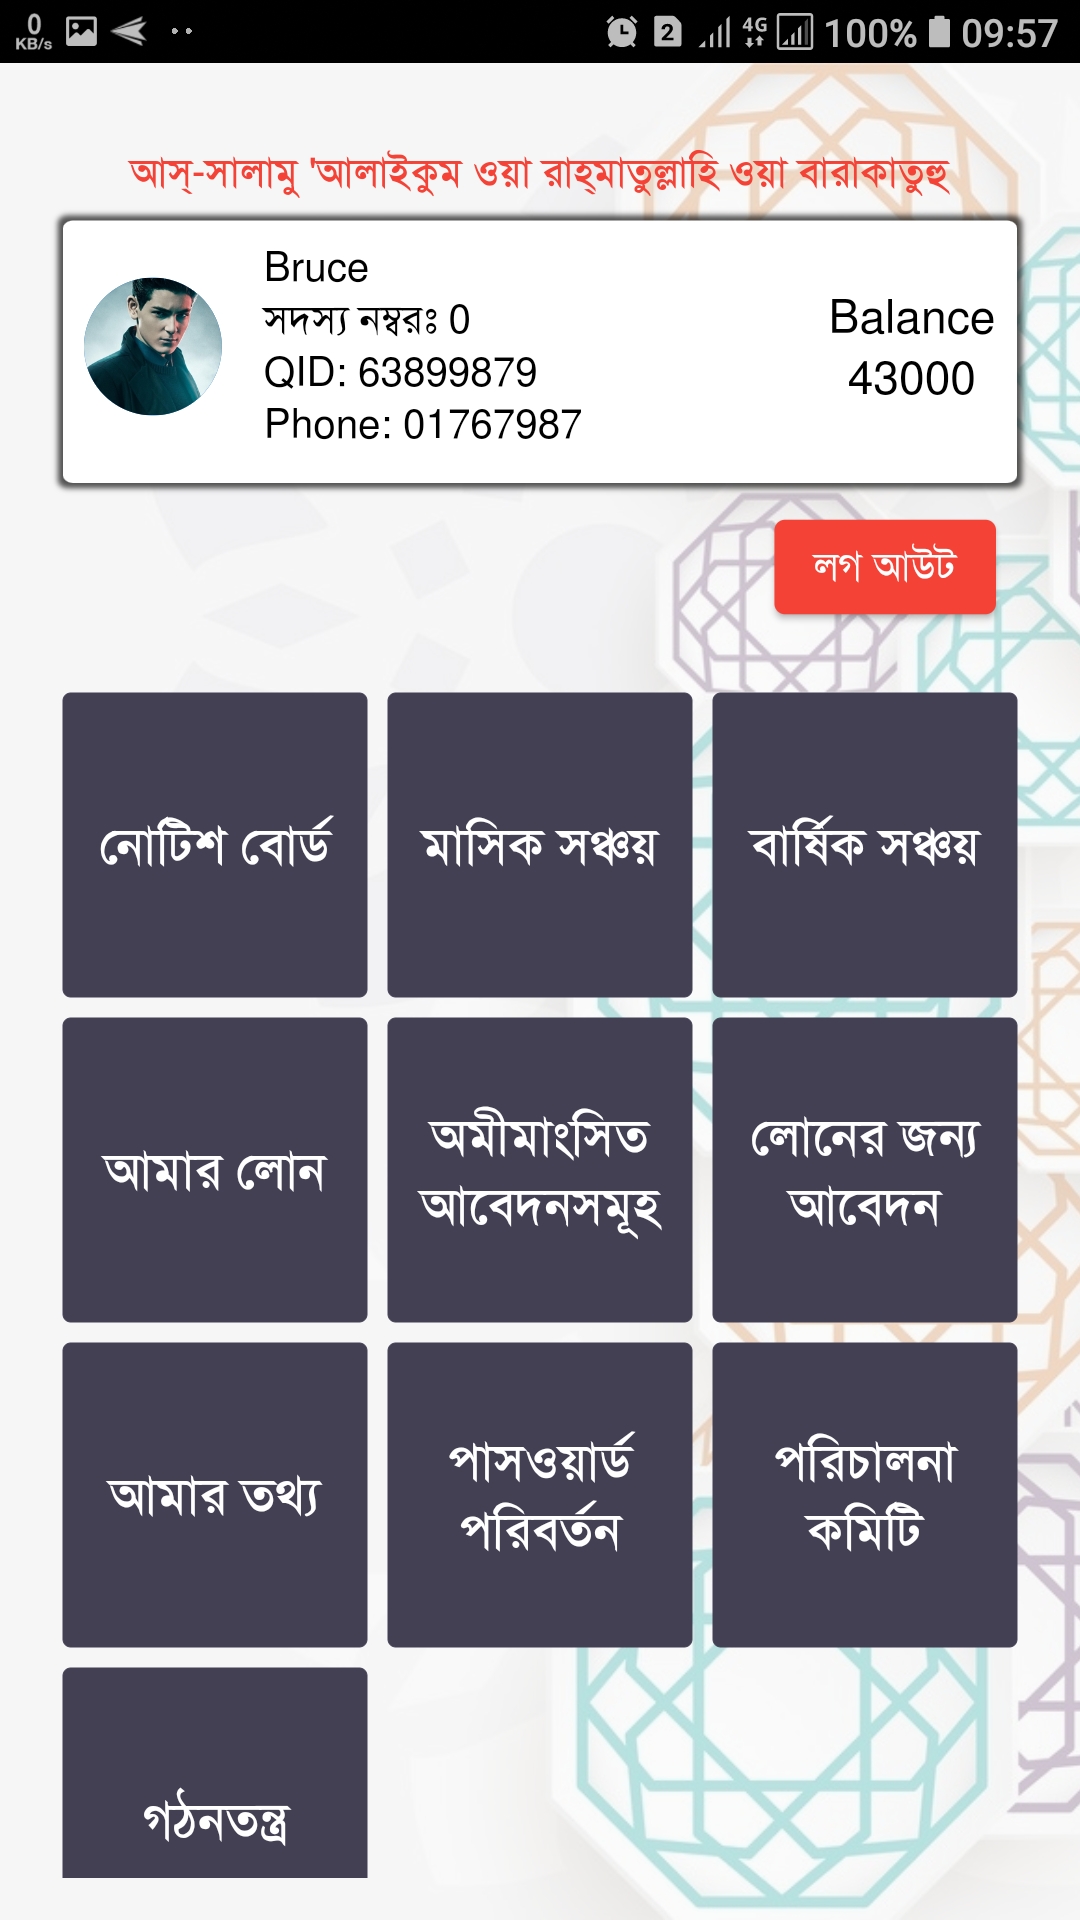 0
KB/s
2
4G
100%
09:57
আস্-সালামু 'আলাইকুম ওয়া রাহ্‌মাতুল্লাহি ওয়া বারাকাতুহু
Bruce
সদস্য নম্বরঃ 0
QID: 63899879
Phone: 01767987
Balance
43000
লগ আউট
নোটিশ বোর্ড
মাসিক সঞ্চয়
বার্ষিক সঞ্চয়
আমার লোন
অমীমাংসিত
আবেদনসমূহ
লোনের জন্য
আবেদন
আমার তথ্য
পাসওয়ার্ড
পরিবর্তন
পরিচালনা
কমিটি
গঠনতন্ত্র